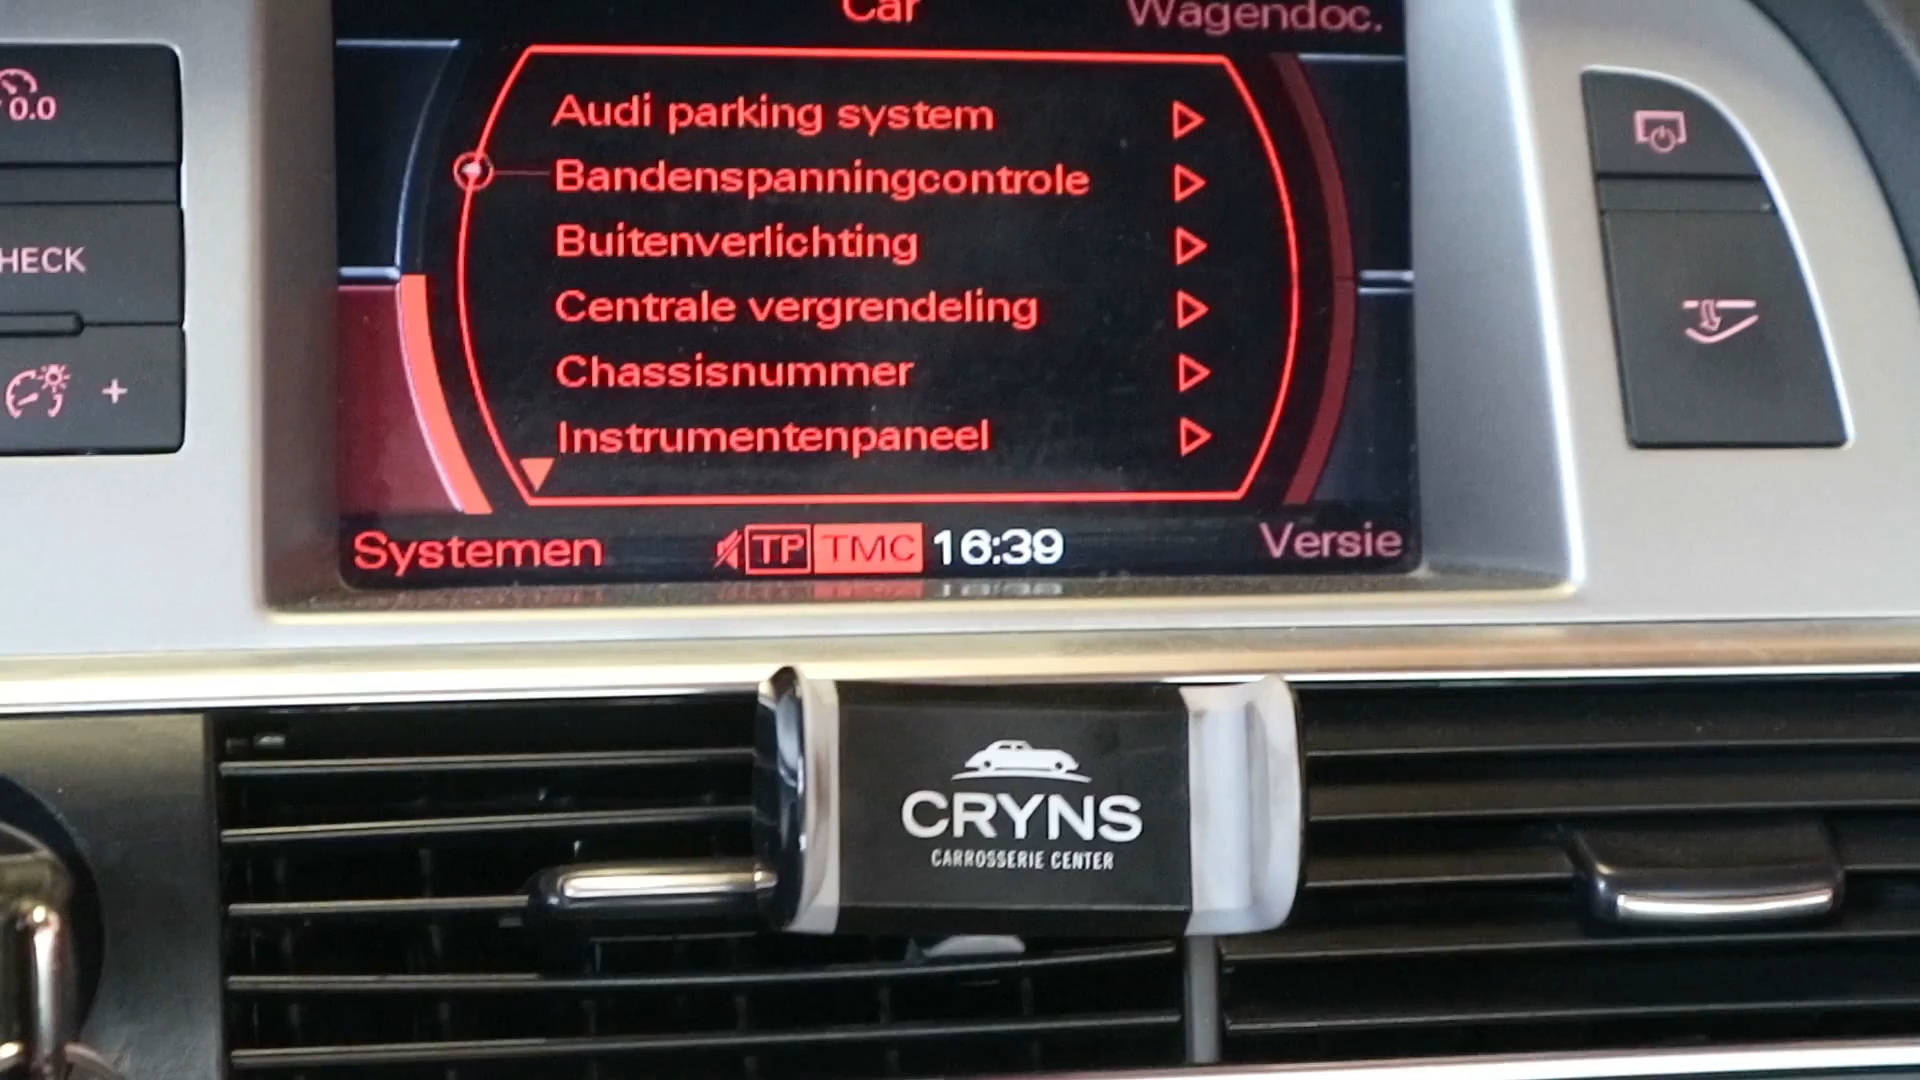 Car
Wagendoc.
0.0
Audi parking system
Bandenspanningcontrole
HECK
Buitenverlichting
Centrale vergrendeling
Chassisnummer
+
Instrumentenpaneel
Systemen
TP
TMC
16:39
Versie
CRYNS
CARROSSERIE CENTER